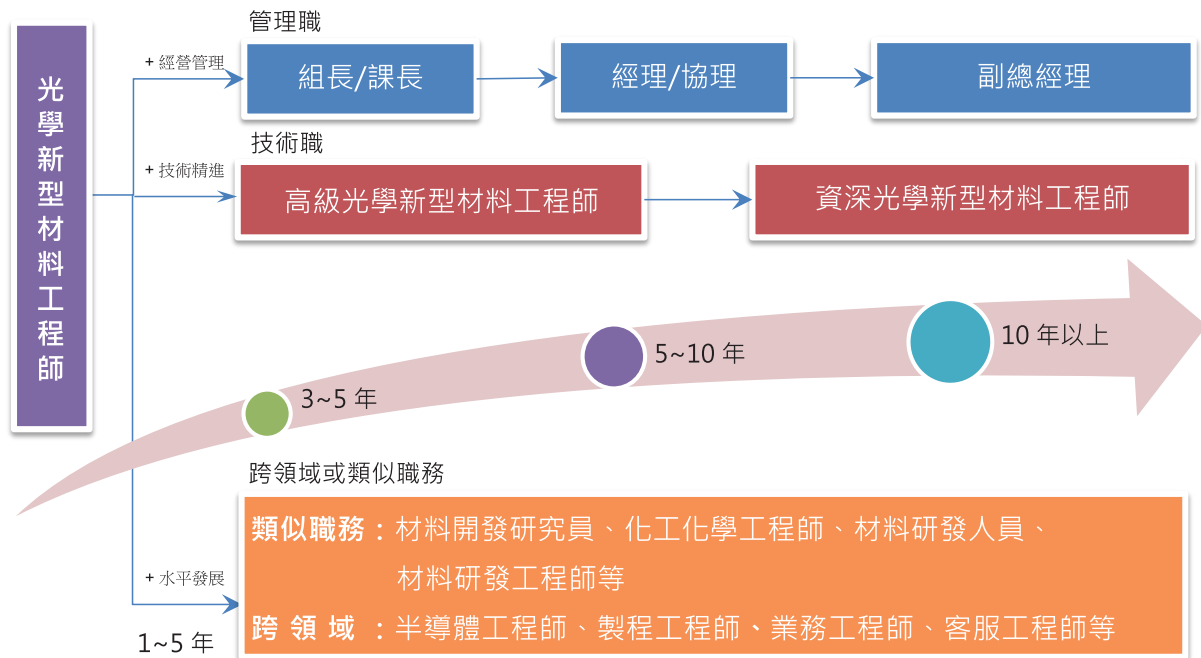 光學新型材料工程師
管理職
+ 經營管理
組長/課長
經理/協理
副總經理
技術職
+ 技術精進
高級光學新型材料工程師
資深光學新型材料工程師
3~5 年
5~10 年
10 年以上
跨領域或類似職務
+ 水平發展
1~5 年
類似職務：材料開發研究員、化工化學工程師、材料研發人員、
材料研發工程師等
跨 領 域 ：半導體工程師、製程工程師、業務工程師、客服工程師等